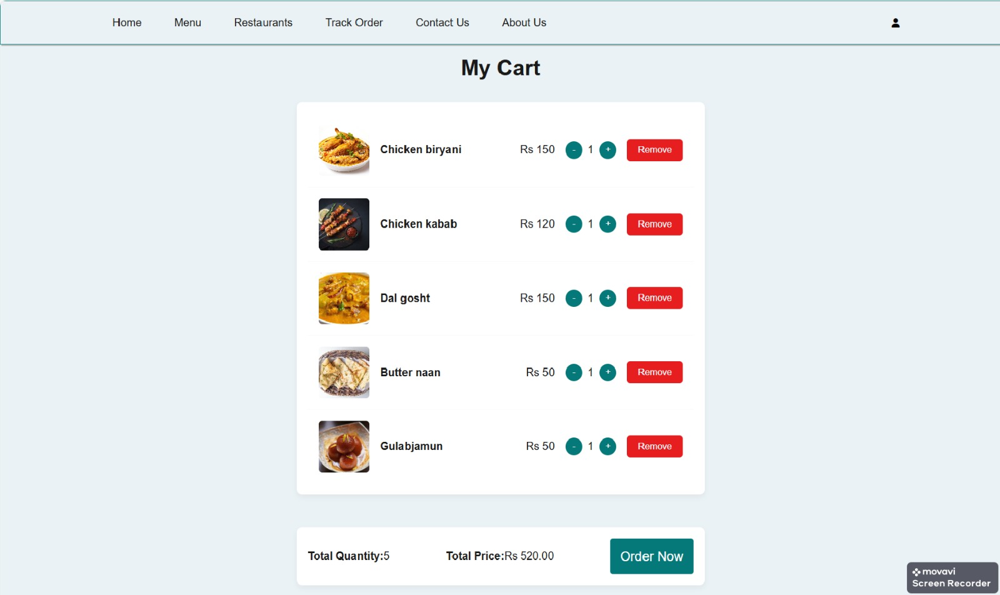 Home Menu Restaurants Track Order Contact Us About Us
My Cart
Chicken biryani Rs 150 - 1 + Remove
Chicken kabab Rs 120 - 1 + Remove
Dal gosht Rs 150 - 1 + Remove
Butter naan Rs 50 - 1 + Remove
Gulabjamun Rs 50 - 1 + Remove
Total Quantity:5 Total Price:Rs 520.00 Order Now
movavi
Screen Recorder